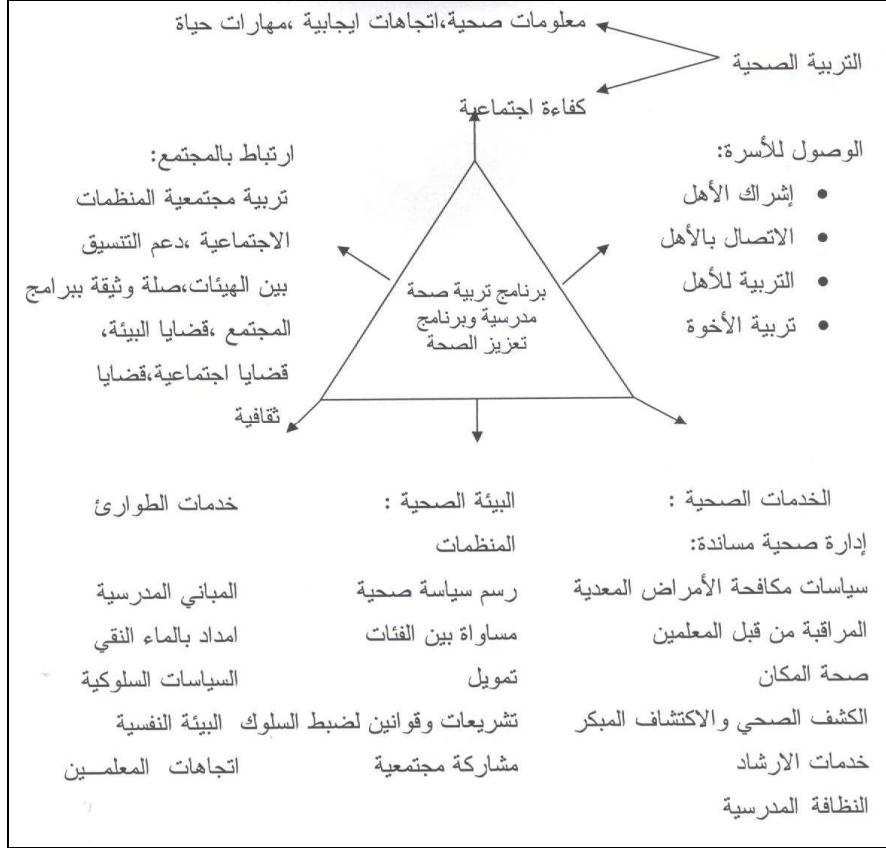 معلومات صحية،اتجاهات ايجابية ،مهارات حياة
التربية الصحية
كفاءة اجتماعية
الوصول للأسرة:
• إشراك الأهل
• الاتصال بالأهل
• التربية للأهل
• تربية الأخوة
ارتباط بالمجتمع:
تربية مجتمعية المنظمات
الاجتماعية ،دعم التنسيق
بين الهيئات،صلة وثيقة ببرامج
المجتمع ،قضايا البيئة،
قضايا اجتماعية،قضايا
ثقافية
برنامج تربية صحة
مدرسية وبرنامج
تعزيز الصحة
الخدمات الصحية :
إدارة صحية مساندة:
سياسات مكافحة الأمراض المعدية
المراقبة من قبل المعلمين
صحة المكان
الكشف الصحي والاكتشاف المبكر
خدمات الارشاد
النظافة المدرسية
البيئة الصحية :
المنظمات
رسم سياسة صحية
مساواة بين الفئات
تمويل
تشريعات وقوانين لضبط السلوك
مشاركة مجتمعية
خدمات الطوارئ
المباني المدرسية
امداد بالماء النقي
السياسات السلوكية
البيئة النفسية
اتجاهات المعلمــين